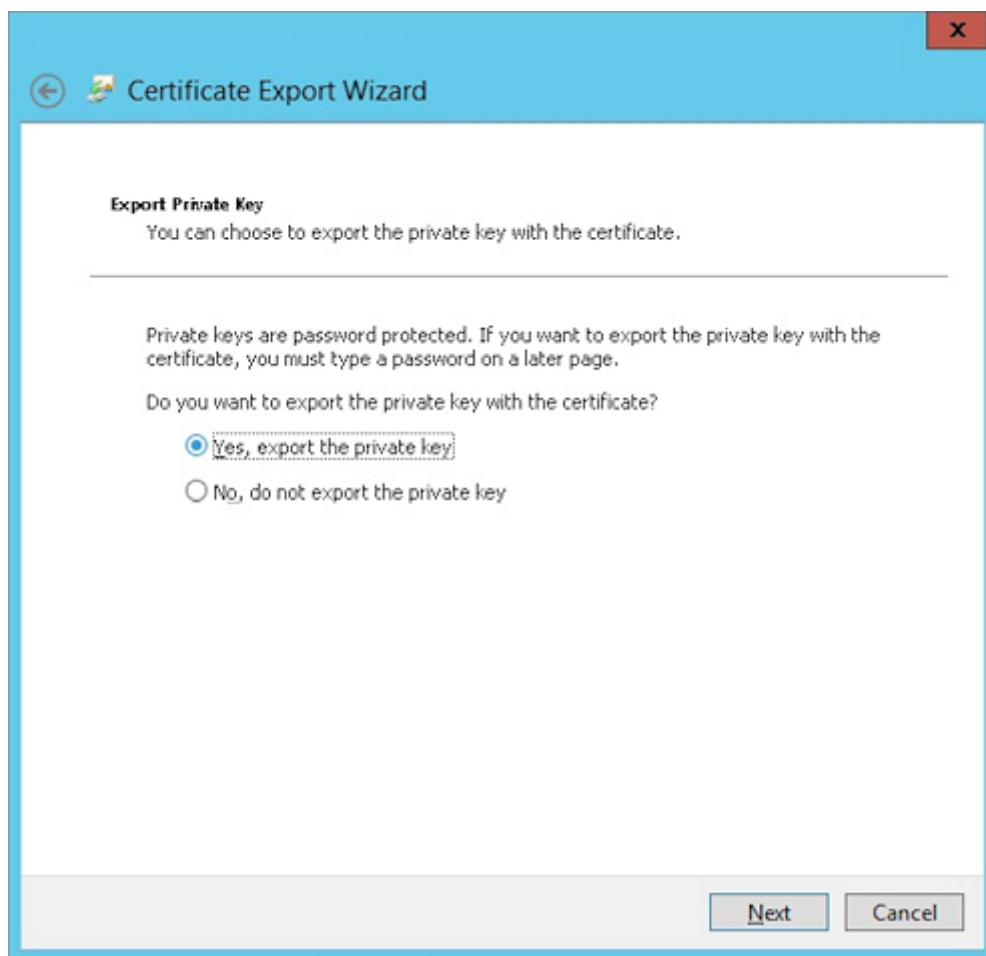 x
Certificate Export Wizard
Export Private Key
You can choose to export the private key with the certificate.
Private keys are password protected. If you want to export the private key with the
certificate, you must type a password on a later page.
Do you want to export the private key with the certificate?
Yes, export the private key
No, do not export the private key
Next
Cancel